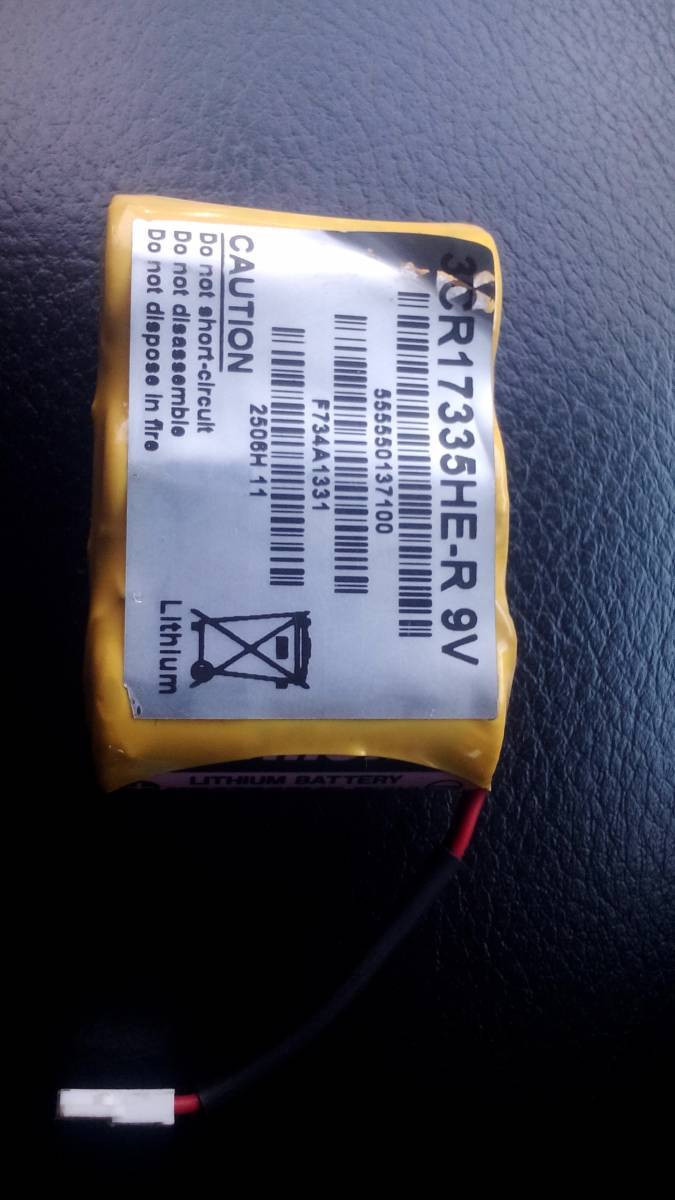 3CR17335HE-R 9V
555550137100
F734A1331
2506H 11
CAUTION
Do not short-circuit
Do not disassemble
Do not dispose in fire
Lithium
LITHIUM BATTERY